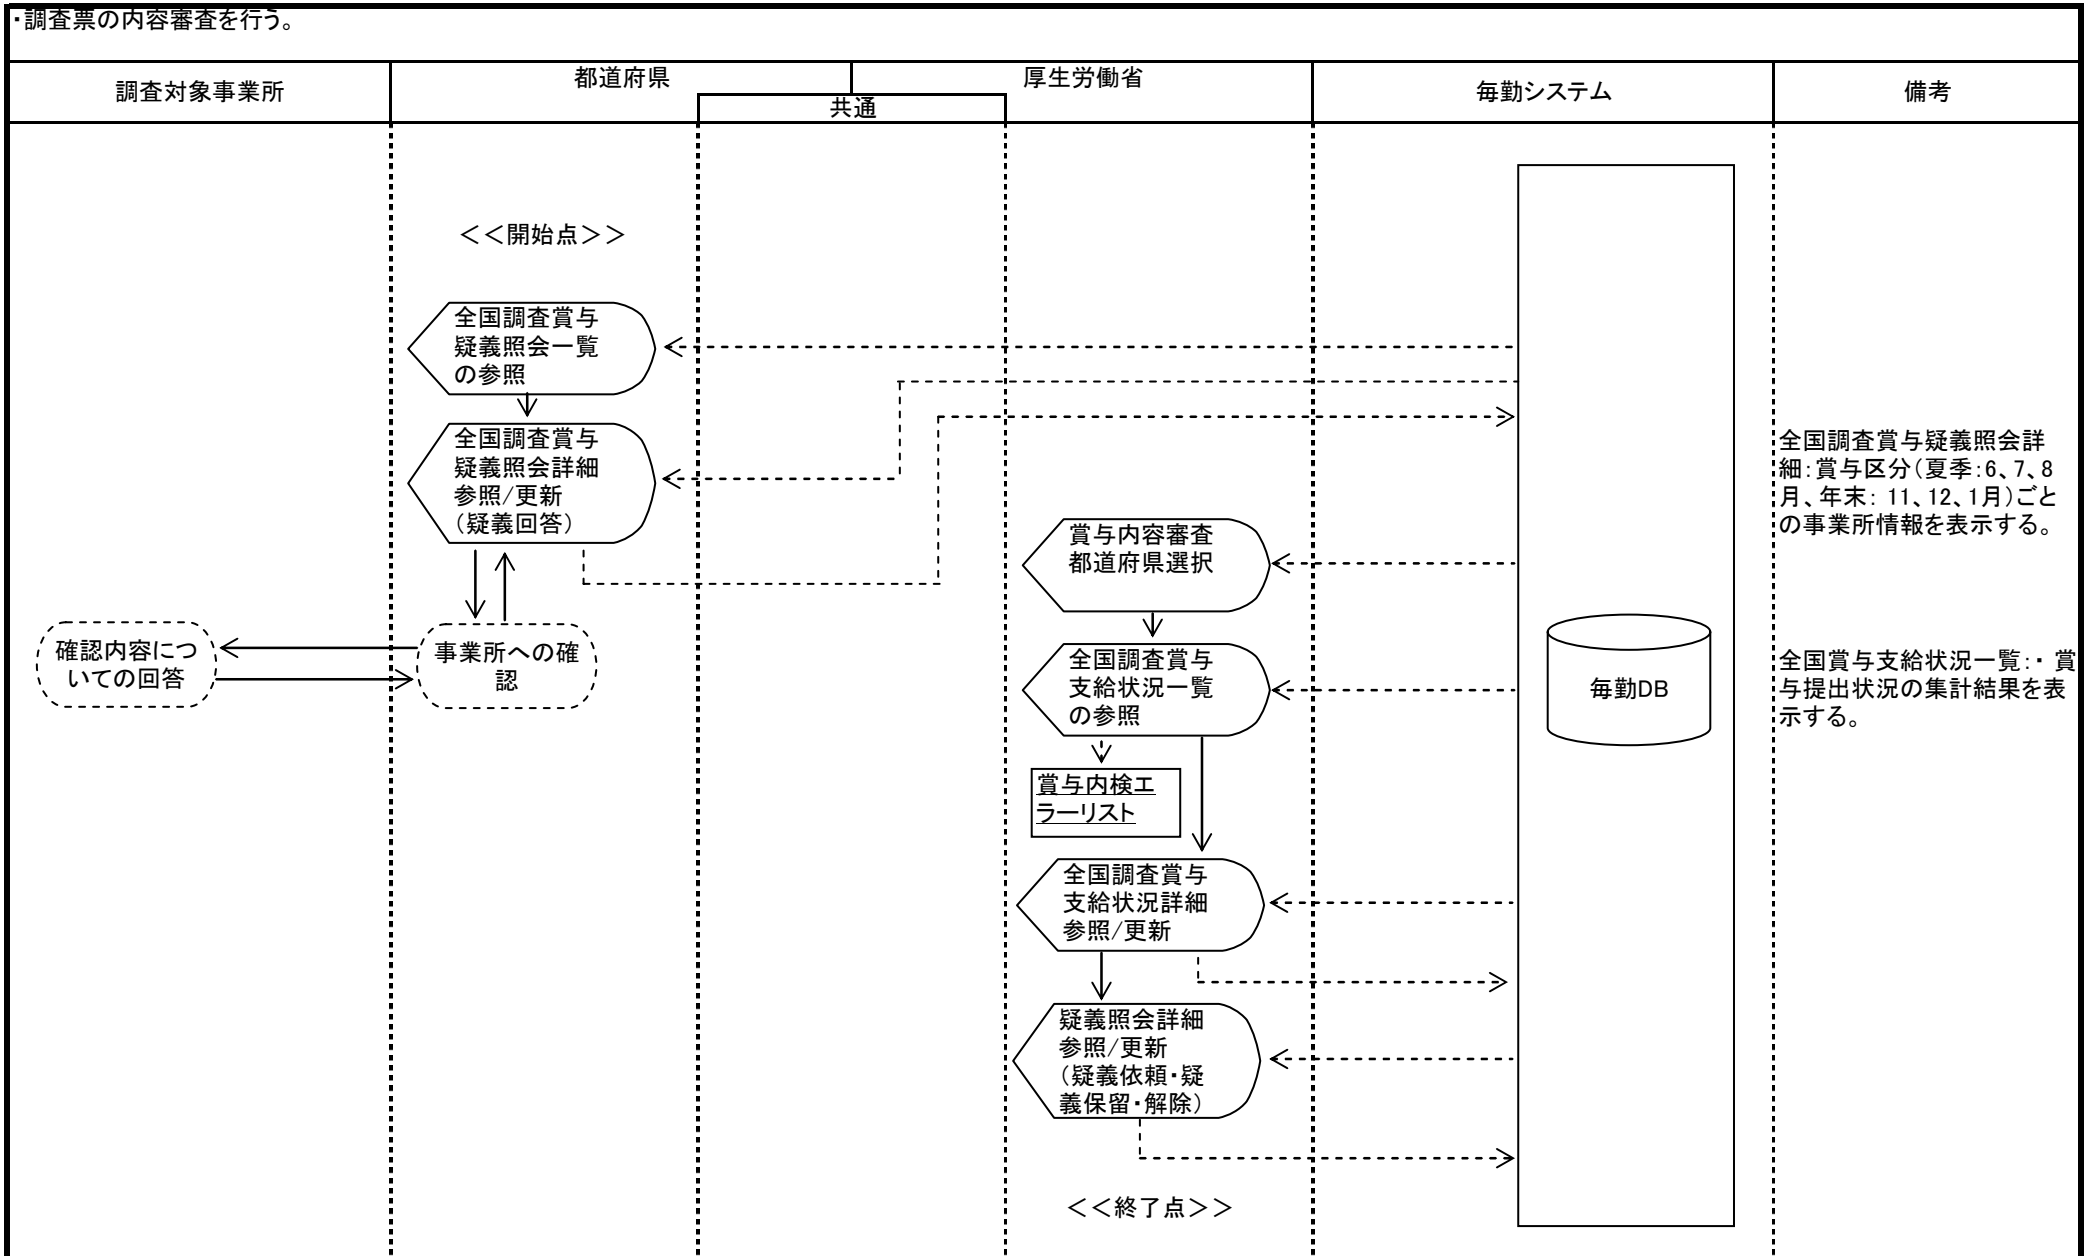 ・調査票の内容審査を行う。
調査対象事業所
都道府県
厚生労働省
共通
毎勤システム
備考
＜＜開始点＞＞
全国調査賞与
疑義照会一覧
の参照
全国調査賞与
疑義照会詳細
参照/更新
（疑義回答）
事業所への確
認
確認内容につ
いての回答
賞与内容審査
都道府県選択
全国調査賞与
支給状況一覧
の参照
賞与内検エ
ラーリスト
全国調査賞与
支給状況詳細
参照/更新
疑義照会詳細
参照/更新
（疑義依頼・疑
義保留・解除）
＜＜終了点＞＞
毎勤DB
全国調査賞与疑義照会詳
細：賞与区分（夏季：6、7、8
月、年末： 11、12、1月）ごと
の事業所情報を表示する。
全国賞与支給状況一覧：・ 賞
与提出状況の集計結果を表
示する。